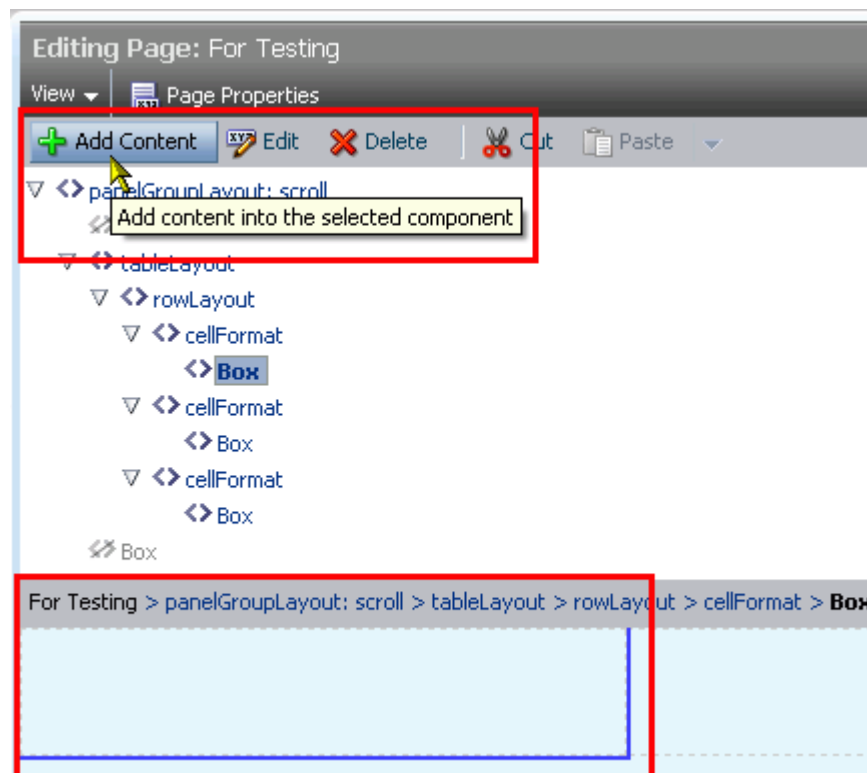 Editing Page: For Testing
View Page Properties
Add Content Edit Delete Cut Paste
panelGroupLayout: scroll
Add content into the selected component
tableLayout
rowLayout
cellFormat
Box
cellFormat
Box
cellFormat
Box
Box
For Testing > panelGroupLayout: scroll > tableLayout > rowLayout > cellFormat > Box